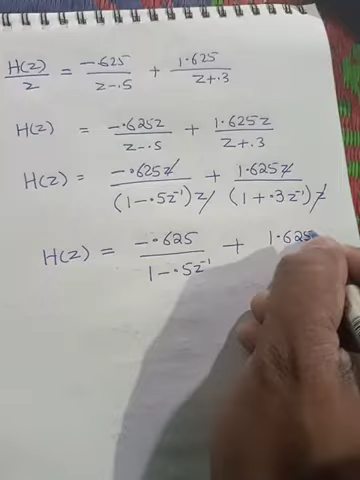 H(z)/z = -.625/z-.5 + 1.625/z+.3
H(z) = -.625z/z-.5 + 1.625z/z+.3
H(z) = -.625z/(1-.5z⁻¹)z + 1.625z/(1+.3z⁻¹)z
H(z) = -.625/1-.5z⁻¹ + 1.625